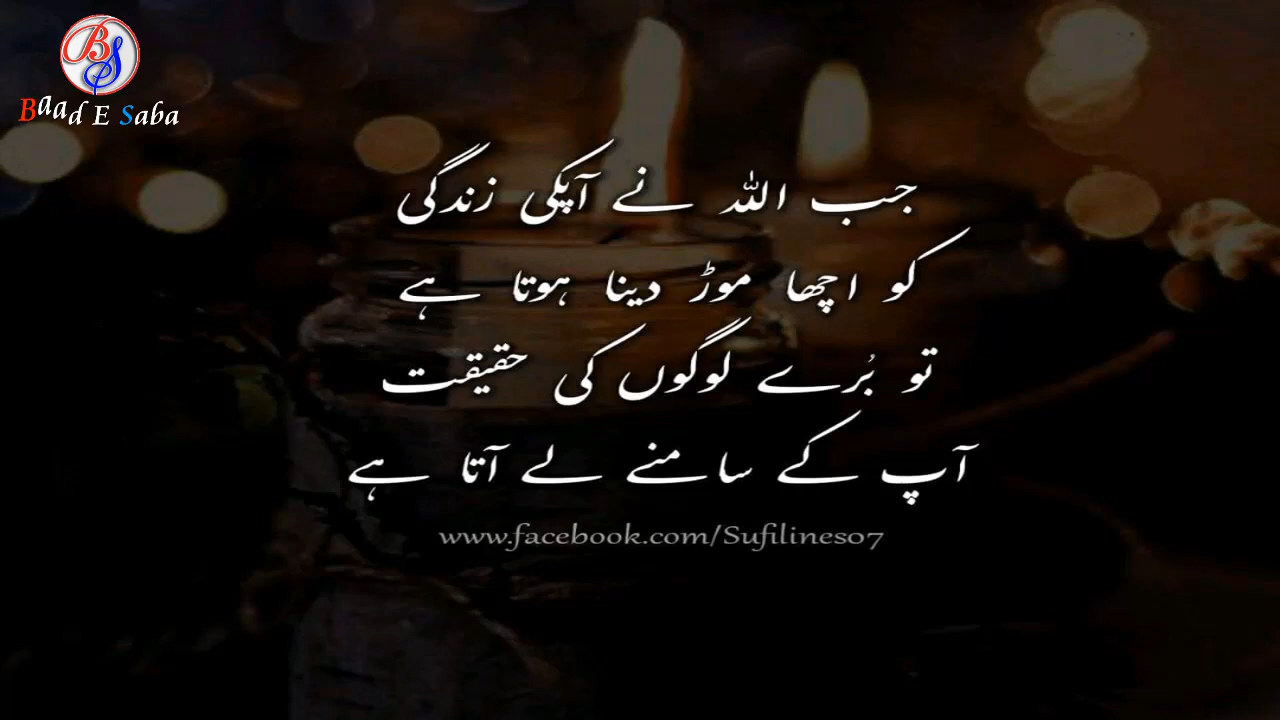 BS
Baad E Saba
جب اللہ نے آپکی زندگی
کو اچھا موڑ دینا ہوتا ہے
تو بُرے لوگوں کی حقیقت
آپ کے سامنے لے آتا ہے
www.facebook.com/Sufilines07